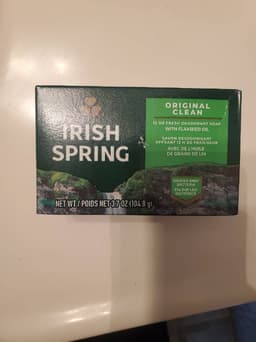 IRISH
SPRING
ORIGINAL
CLEAN
12 HR FRESH DEODORANT SOAP
WITH FLAXSEED OIL
SAVON DÉSODORISANT
OFFRANT 12 H DE FRAÎCHEUR
AVEC DE L'HUILE
DE GRAINE DE LIN
NET WT / POIDS NET 3.7 OZ (104.8 g)